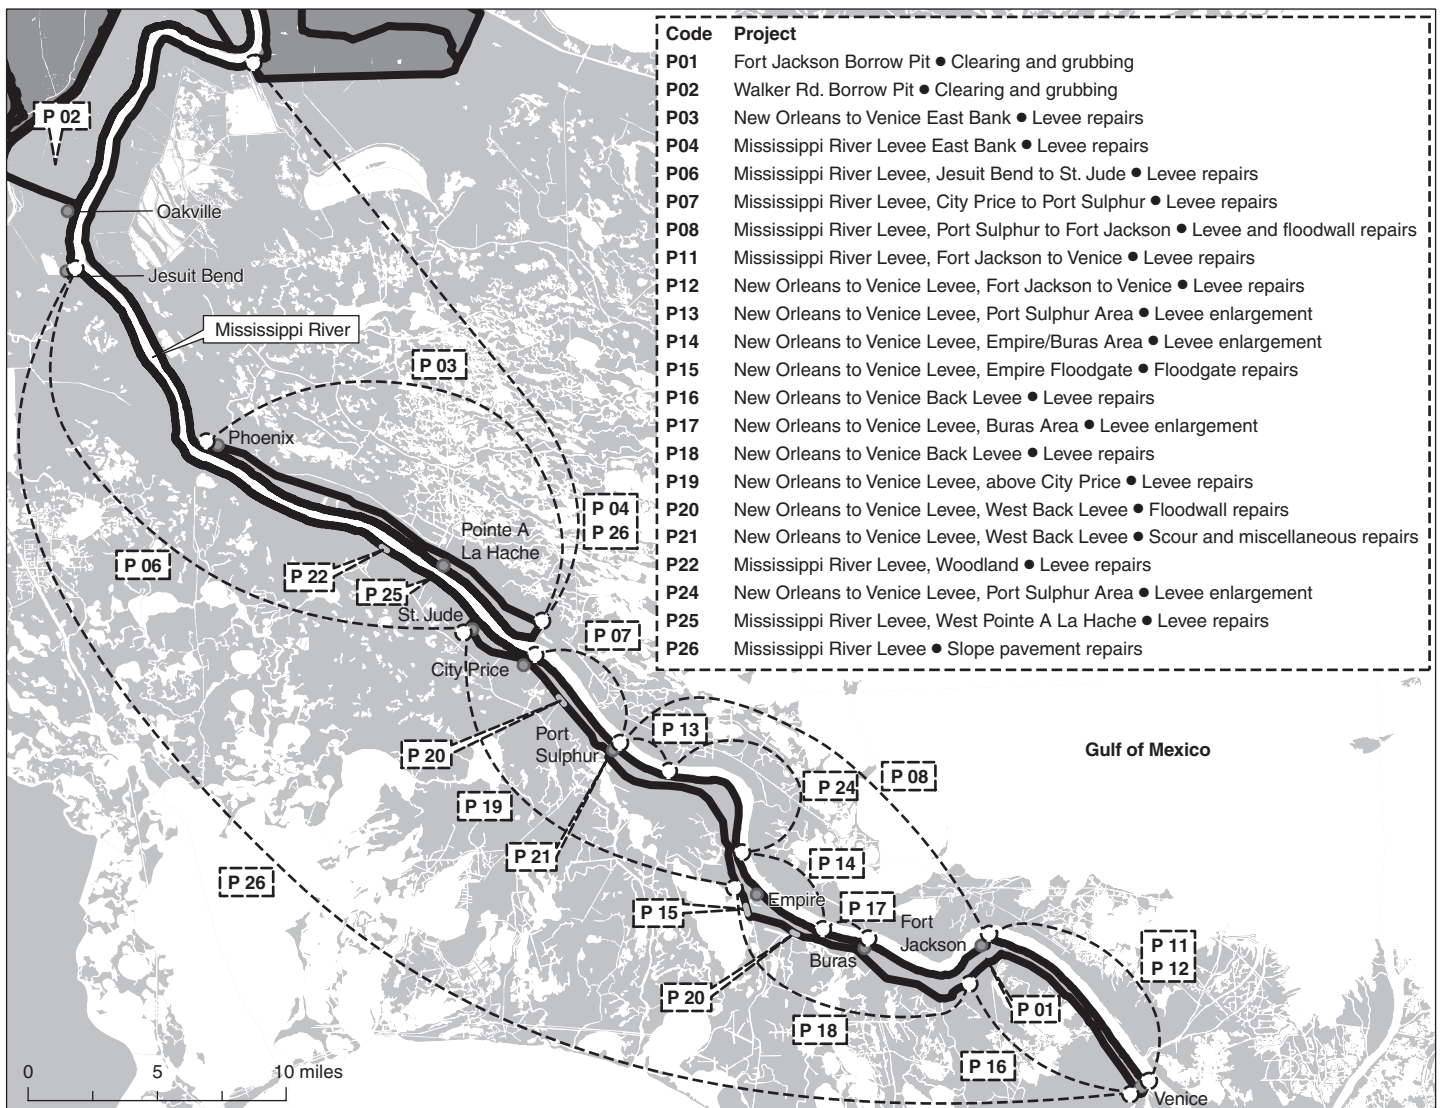 Code Project
P01 Fort Jackson Borrow Pit ● Clearing and grubbing
P02 Walker Rd. Borrow Pit ● Clearing and grubbing
P03 New Orleans to Venice East Bank ● Levee repairs
P04 Mississippi River Levee East Bank ● Levee repairs
P06 Mississippi River Levee, Jesuit Bend to St. Jude ● Levee repairs
P07 Mississippi River Levee, City Price to Port Sulphur ● Levee repairs
P08 Mississippi River Levee, Port Sulphur to Fort Jackson ● Levee and floodwall repairs
P11 Mississippi River Levee, Fort Jackson to Venice ● Levee repairs
P12 New Orleans to Venice Levee, Fort Jackson to Venice ● Levee repairs
P13 New Orleans to Venice Levee, Port Sulphur Area ● Levee enlargement
P14 New Orleans to Venice Levee, Empire/Buras Area ● Levee enlargement
P15 New Orleans to Venice Levee, Empire Floodgate ● Floodgate repairs
P16 New Orleans to Venice Back Levee ● Levee repairs
P17 New Orleans to Venice Levee, Buras Area ● Levee enlargement
P18 New Orleans to Venice Back Levee ● Levee repairs
P19 New Orleans to Venice Levee, above City Price ● Levee repairs
P20 New Orleans to Venice Levee, West Back Levee ● Floodwall repairs
P21 New Orleans to Venice Levee, West Back Levee ● Scour and miscellaneous repairs
P22 Mississippi River Levee, Woodland ● Levee repairs
P24 New Orleans to Venice Levee, Port Sulphur Area ● Levee enlargement
P25 Mississippi River Levee, West Pointe A La Hache ● Levee repairs
P26 Mississippi River Levee ● Slope pavement repairs
P 02
Oakville
Jesuit Bend
Mississippi River
P 03
Phoenix
P 04
P 26
Pointe A
La Hache
P 06
P 22
P 25
St. Jude
P 07
City Price
Port
Sulphur
P 13
P 20
Gulf of Mexico
P 08
P 24
P 19
P 21
P 14
P 26
Empire
P 15
P 17
Fort
Jackson
Buras
P 11
P 12
P 20
P 01
P 18
P 16
0 5 10 miles
Venice